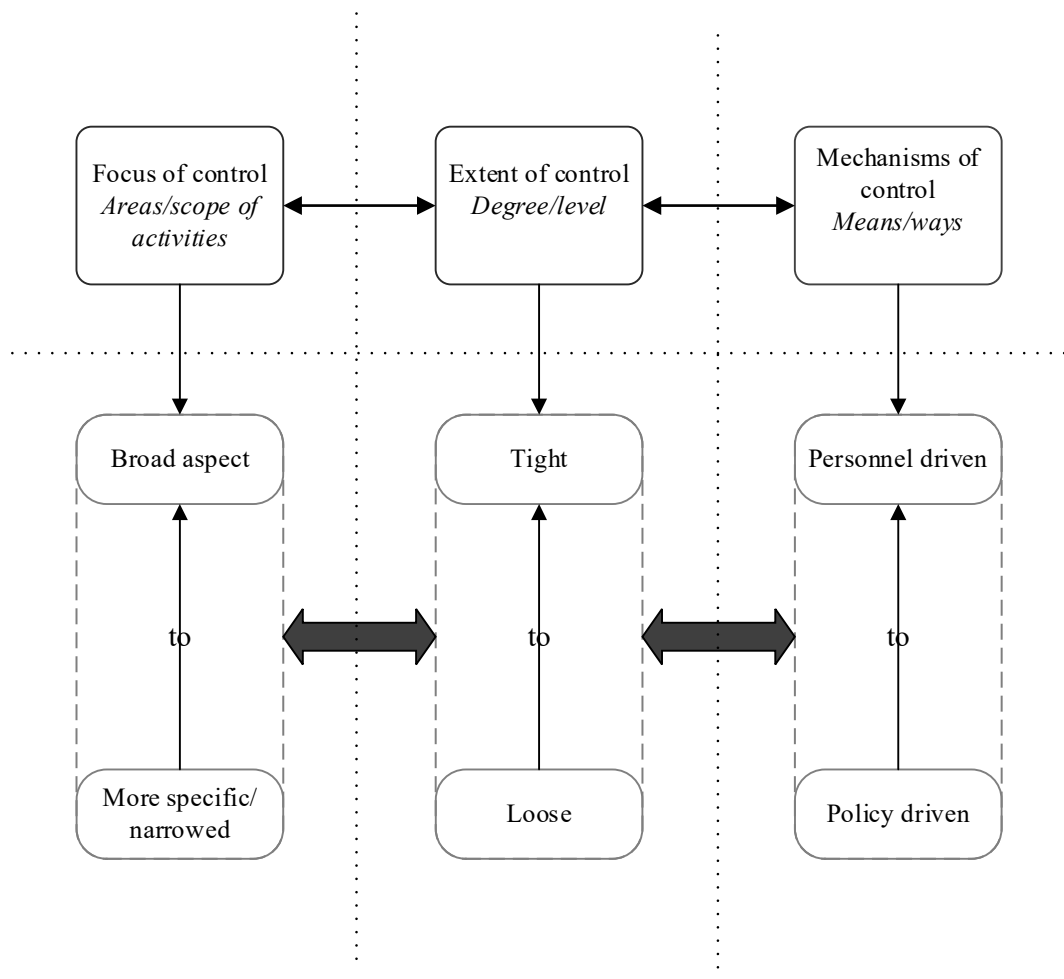 Focus of control
Areas/scope of
activities
Extent of control
Degree/level
Mechanisms of
control
Means/ways
Broad aspect
Tight
Personnel driven
to
to
to
More specific/
narrowed
Loose
Policy driven